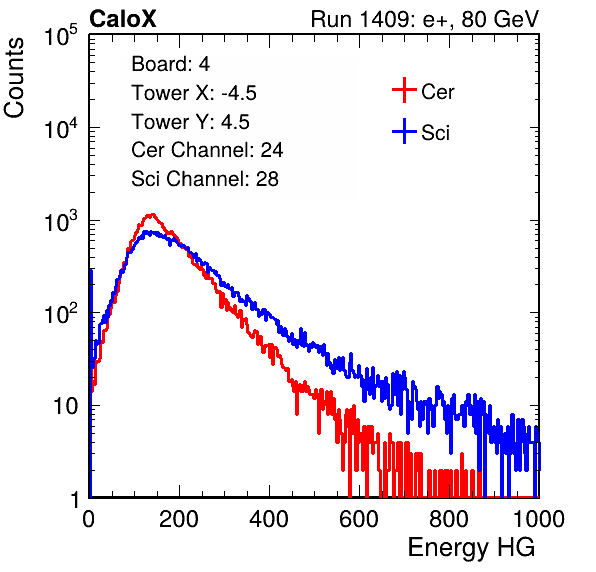 CaloX Run 1409: e+, 80 GeV
Counts
10^5
10^4
10^3
10^2
10
1
Board: 4
Tower X: -4.5
Tower Y: 4.5
Cer Channel: 24
Sci Channel: 28
Cer
Sci
0 200 400 600 800 1000
Energy HG